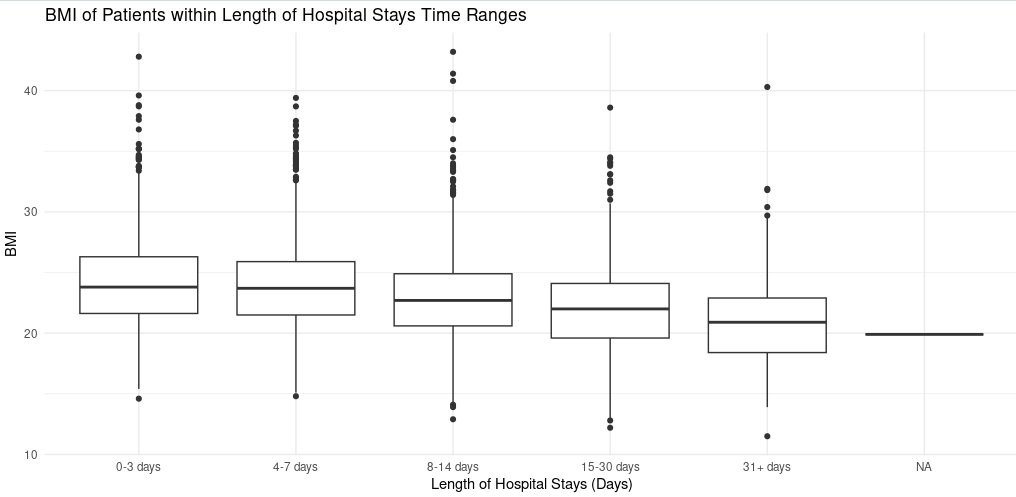 BMI of Patients within Length of Hospital Stays Time Ranges
BMI
40
30
20
10
0-3 days 4-7 days 8-14 days 15-30 days 31+ days NA
Length of Hospital Stays (Days)